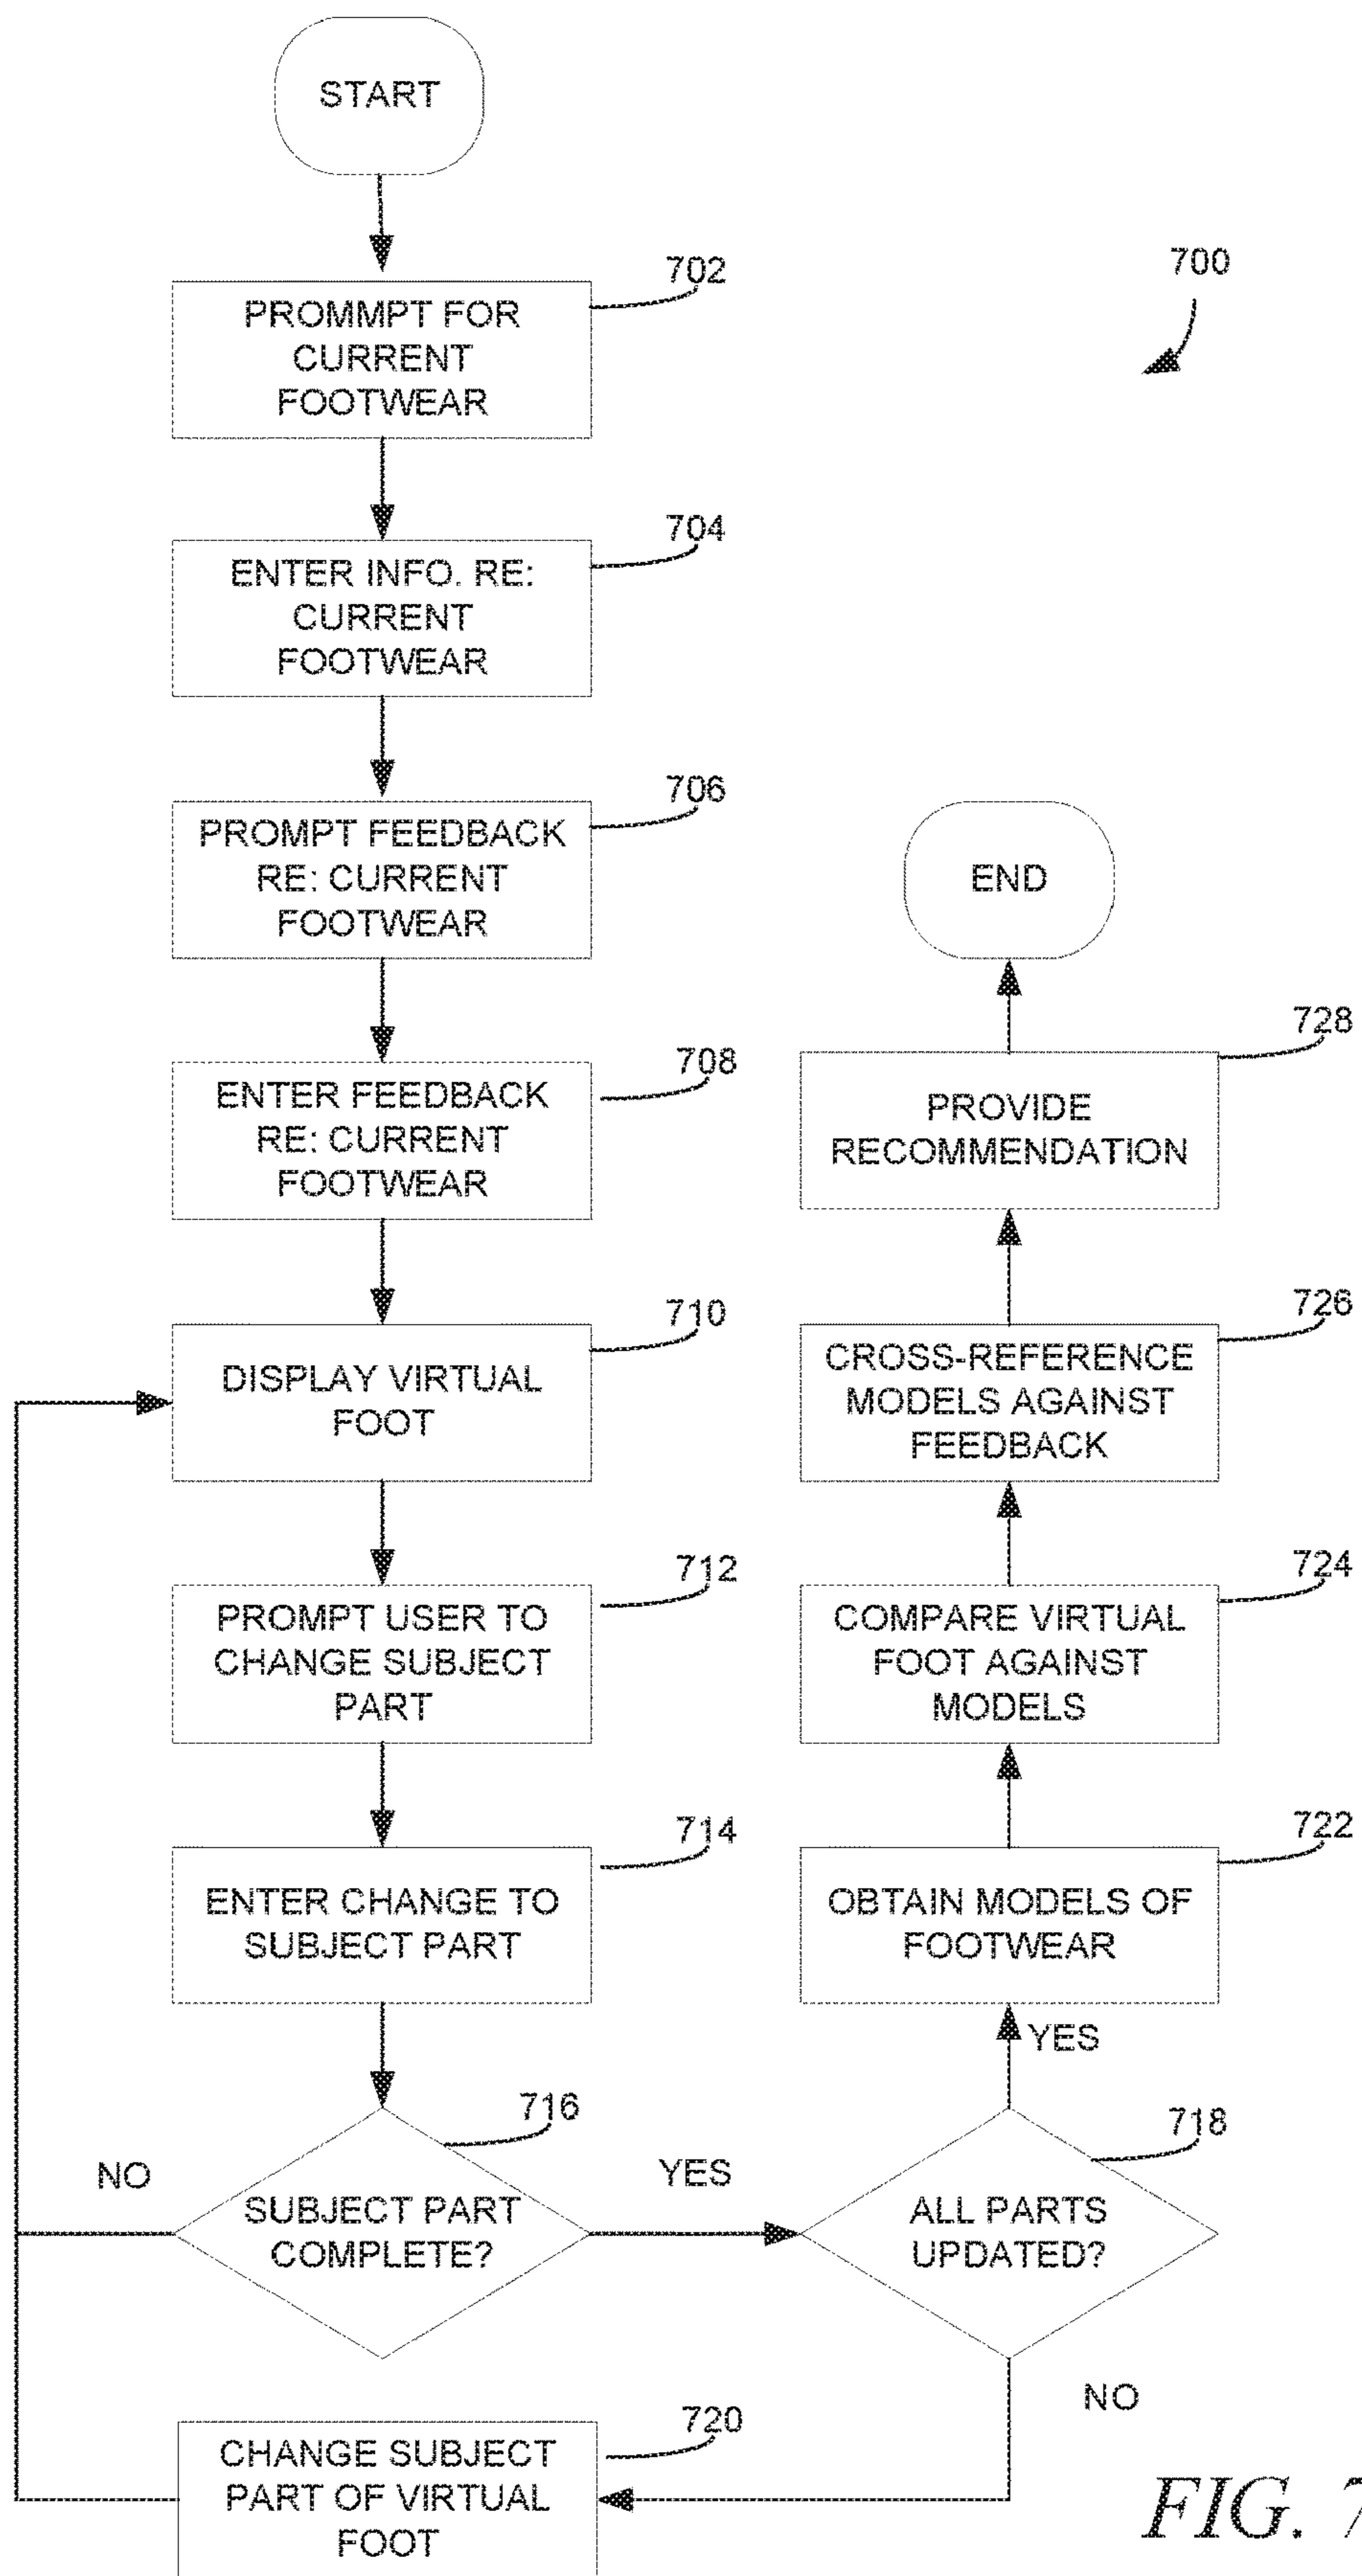 START
702
PROMMPT FOR
CURRENT
FOOTWEAR
700
704
ENTER INFO. RE:
CURRENT
FOOTWEAR
706
PROMPT FEEDBACK
RE: CURRENT
FOOTWEAR
708
ENTER FEEDBACK
RE: CURRENT
FOOTWEAR
710
DISPLAY VIRTUAL
FOOT
712
PROMPT USER TO
CHANGE SUBJECT
PART
714
ENTER CHANGE TO
SUBJECT PART
716
NO
SUBJECT PART
COMPLETE?
YES
718
ALL PARTS
UPDATED?
NO
720
CHANGE SUBJECT
PART OF VIRTUAL
FOOT
YES
722
OBTAIN MODELS OF
FOOTWEAR
724
COMPARE VIRTUAL
FOOT AGAINST
MODELS
726
CROSS-REFERENCE
MODELS AGAINST
FEEDBACK
728
PROVIDE
RECOMMENDATION
END
FIG. 7